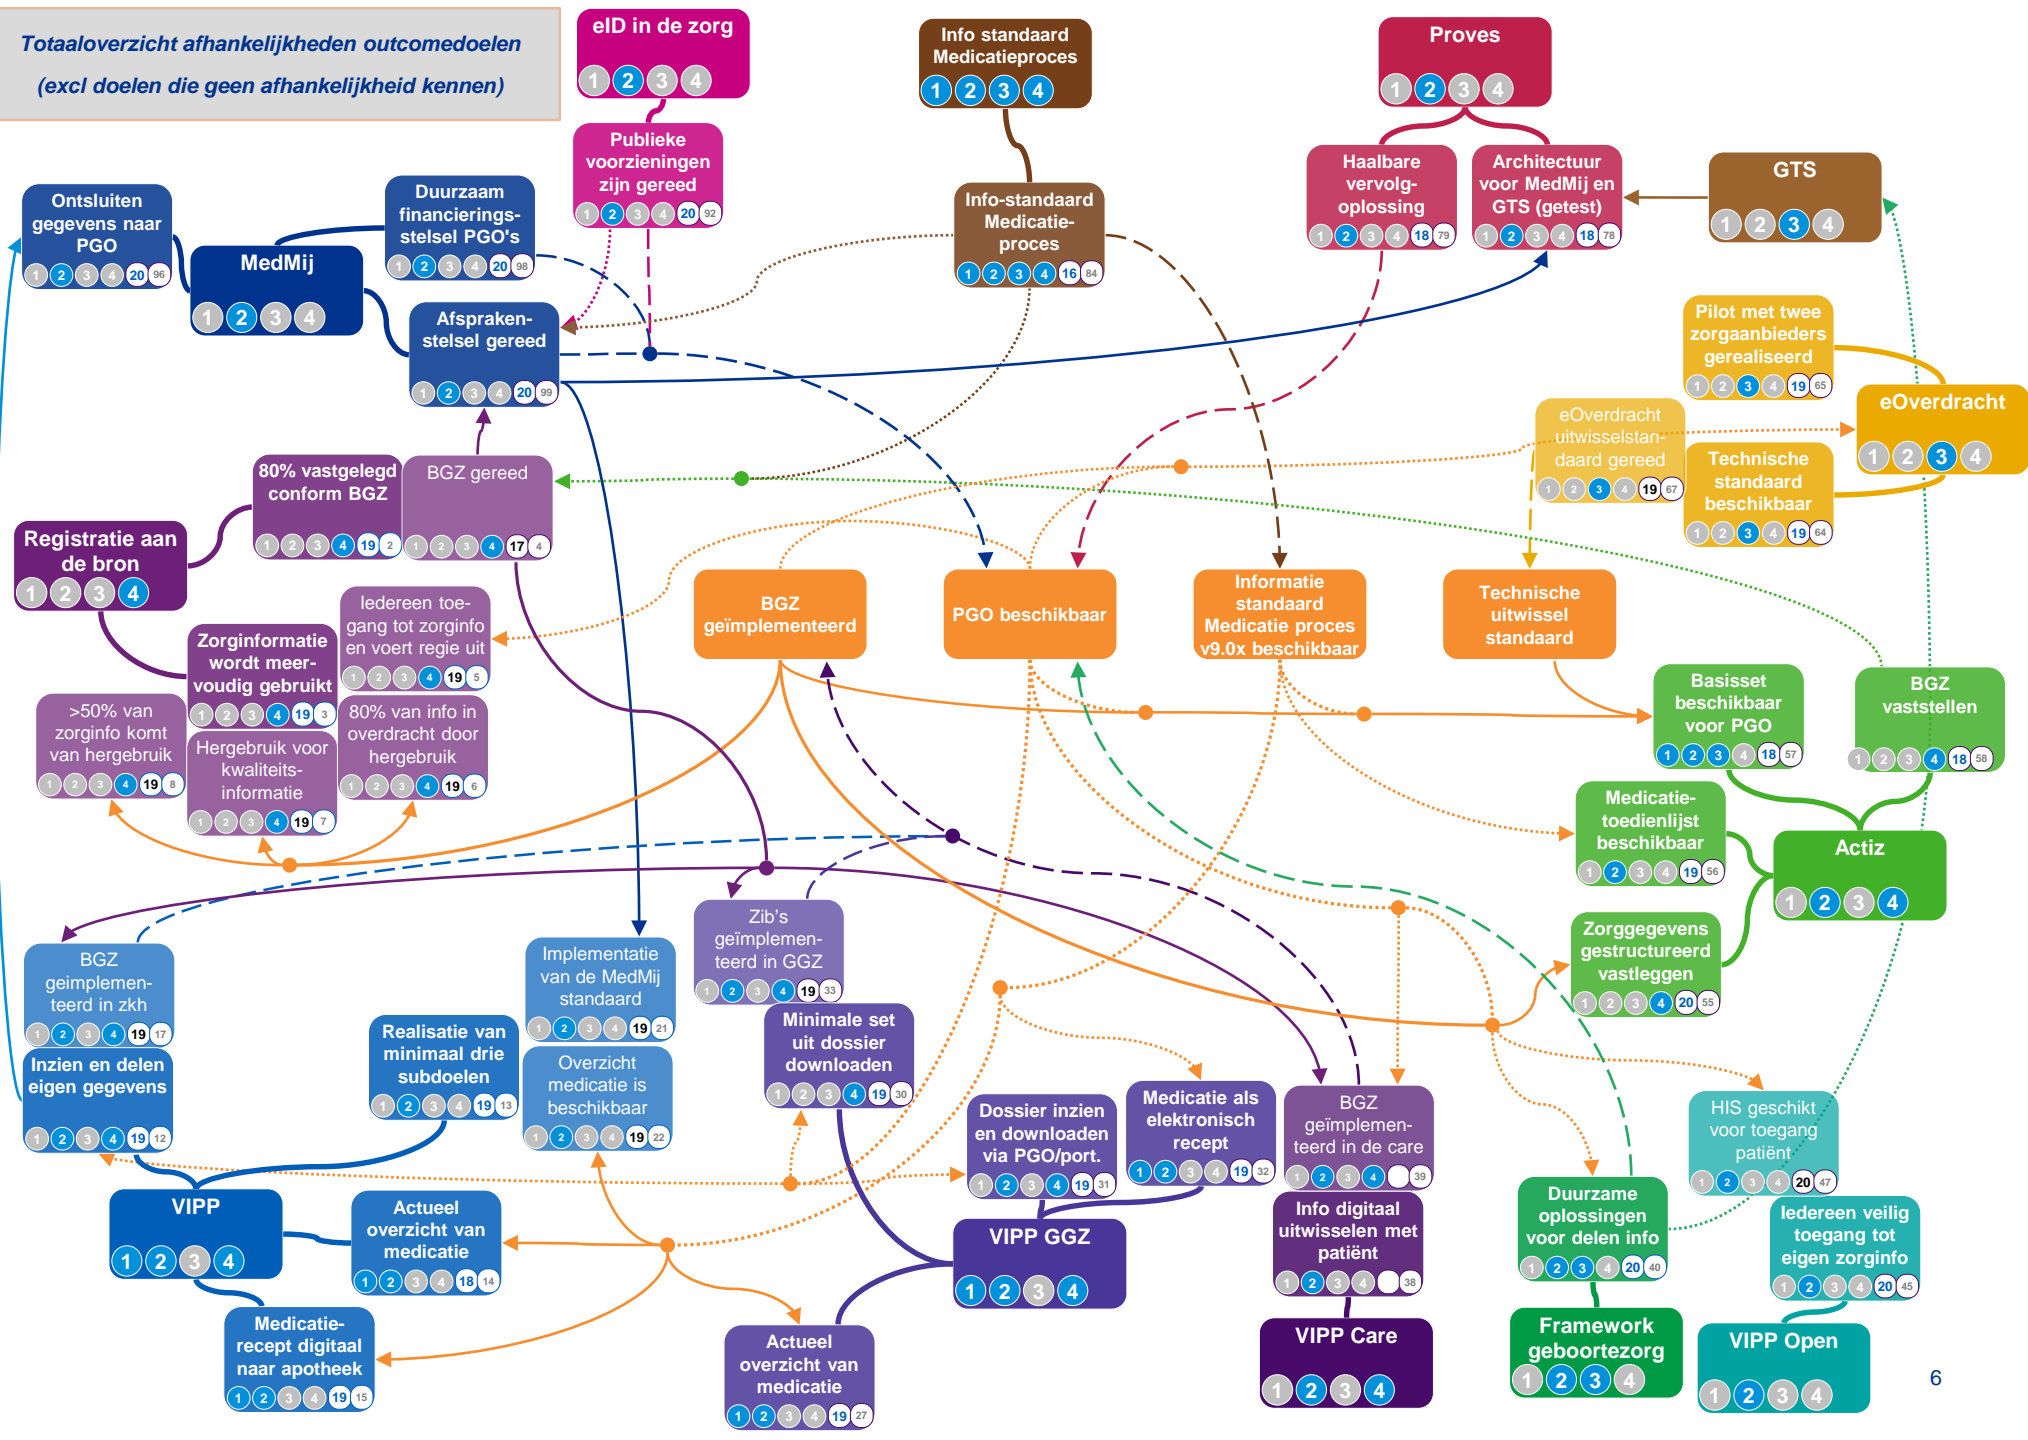 Totaaloverzicht afhankelijkheden outcomedoelen
(excl doelen die geen afhankelijkheid kennen)
eID in de zorg
1 2 3 4
Info standaard
Medicatieproces
1 2 3 4
Proves
1 2 3 4
Publieke
voorzieningen
zijn gereed
1 2 3 4 20 92
Haalbare
vervolg-
oplossing
1 2 3 4 18 79
Architectuur
voor MedMij en
GTS (getest)
1 2 3 4 18 78
GTS
1 2 3 4
Ontsluiten
gegevens naar
PGO
1 2 3 4 20 96
Duurzaam
financierings-
stelsel PGO's
1 2 3 4 20 98
Info-standaard
Medicatie-
proces
1 2 3 4 16 84
MedMij
1 2 3 4
Afspraken-
stelsel gereed
1 2 3 4 20 99
Pilot met twee
zorgaanbieders
gerealiseerd
1 2 3 4 19 65
eOverdracht
1 2 3 4
eOverdracht
uitwisselstan-
daard gereed
1 2 3 4 19 67
Technische
standaard
beschikbaar
1 2 3 4 19 64
80% vastgelegd
conform BGZ
1 2 3 4 19 2
BGZ gereed
1 2 3 4 17 4
Registratie aan
de bron
1 2 3 4
Iedereen toe-
gang tot zorginfo
en voert regie uit
1 2 3 4 19 5
Zorginformatie
wordt meer-
voudig gebruikt
1 2 3 4 19 3
BGZ
geïmplementeerd
PGO beschikbaar
Informatie
standaard
Medicatie proces
v9.0x beschikbaar
Technische
uitwissel
standaard
>50% van
zorginfo komt
van hergebruik
1 2 3 4 19 8
Hergebruik voor
kwaliteits-
informatie
1 2 3 4 19 7
80% van info in
overdracht door
hergebruik
1 2 3 4 19 6
Basisset
beschikbaar
voor PGO
1 2 3 4 18 57
BGZ
vaststellen
1 2 3 4 18 58
Medicatie-
toedienlijst
beschikbaar
1 2 3 4 19 56
Actiz
1 2 3 4
Zorggegevens
gestructureerd
vastleggen
1 2 3 4 20 55
BGZ
geimplemen-
teerd in zkh
1 2 3 4 19 17
Implementatie
van de MedMij
standaard
1 2 3 4 19 21
Zib's
geïmplemen-
teerd in GGZ
1 2 3 4 19 33
Inzien en delen
eigen gegevens
1 2 3 4 19 12
Realisatie van
minimaal drie
subdoelen
1 2 3 4 19 13
Overzicht
medicatie is
beschikbaar
1 2 3 4 19 22
Minimale set
uit dossier
downloaden
1 2 3 4 19 30
Dossier inzien
en downloaden
via PGO/port.
1 2 3 4 19 31
Medicatie als
elektronisch
recept
1 2 3 4 19 32
BGZ
geïmplemen-
teerd in de care
1 2 3 4 39
HIS geschikt
voor toegang
patiënt
1 2 3 4 20 47
VIPP
1 2 3 4
Actueel
overzicht van
medicatie
1 2 3 4 18 14
VIPP GGZ
1 2 3 4
Info digitaal
uitwisselen met
patiënt
1 2 3 4 38
Duurzame
oplossingen
voor delen info
1 2 3 4 20 40
Iedereen veilig
toegang tot
eigen zorginfo
1 2 3 4 20 45
Medicatie-
recept digitaal
naar apotheek
1 2 3 4 19 15
Actueel
overzicht van
medicatie
1 2 3 4 19 27
VIPP Care
1 2 3 4
Framework
geboortezorg
1 2 3 4
VIPP Open
1 2 3 4
6